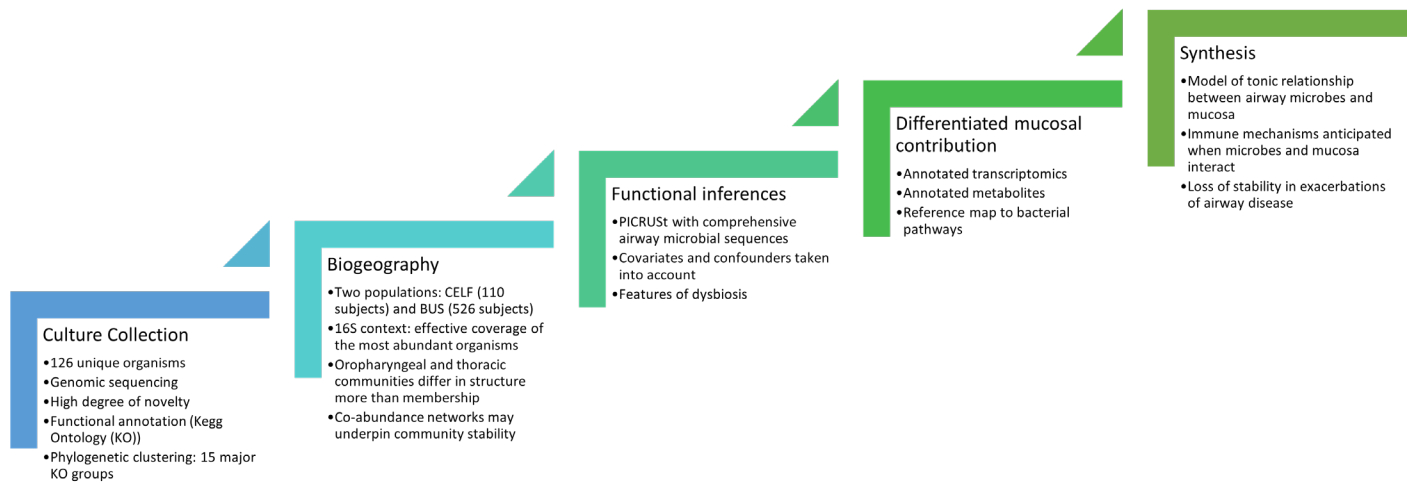 Culture Collection
•126 unique organisms
•Genomic sequencing
•High degree of novelty
•Functional annotation (Kegg
Ontology (KO))
•Phylogenetic clustering: 15 major
KO groups
Biogeography
•Two populations: CELF (110
subjects) and BUS (526 subjects)
•16S context: effective coverage of
the most abundant organisms
•Oropharyngeal and thoracic
communities differ in structure
more than membership
•Co-abundance networks may
underpin community stability
Functional inferences
•PICRUSt with comprehensive
airway microbial sequences
•Covariates and confounders taken
into account
•Features of dysbiosis
Differentiated mucosal
contribution
•Annotated transcriptomics
•Annotated metabolites
•Reference map to bacterial
pathways
Synthesis
•Model of tonic relationship
between airway microbes and
mucosa
•Immune mechanisms anticipated
when microbes and mucosa
interact
•Loss of stability in exacerbations
of airway disease